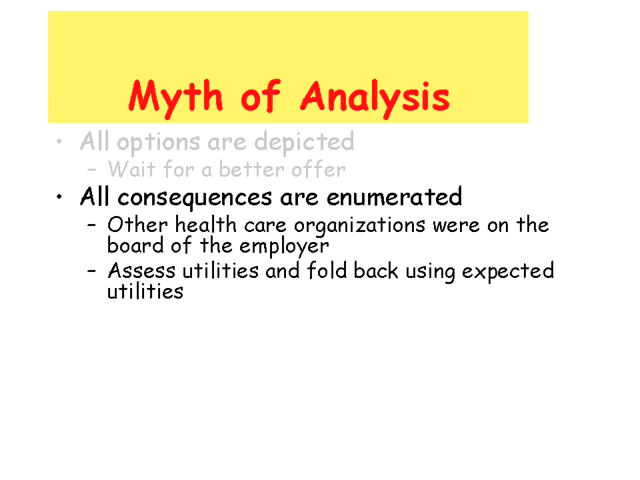 Myth of Analysis
• All options are depicted
– Wait for a better offer
• All consequences are enumerated
– Other health care organizations were on the
board of the employer
– Assess utilities and fold back using expected
utilities